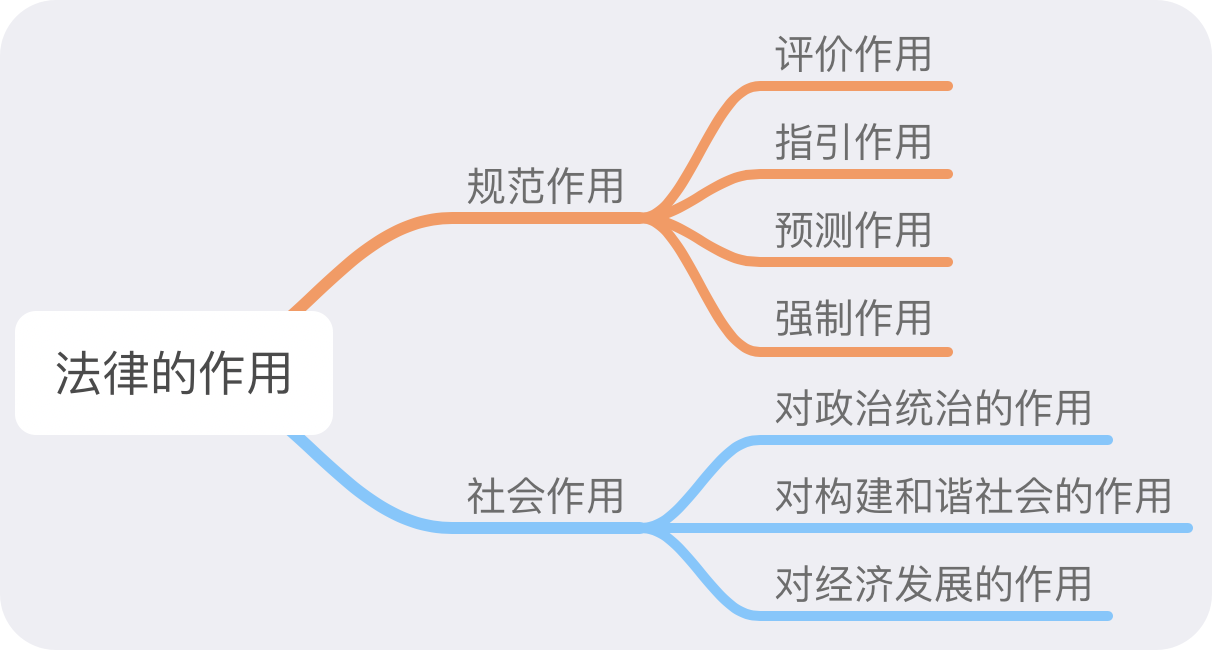 法律的作用
规范作用
评价作用
指引作用
预测作用
强制作用
社会作用
对政治统治的作用
对构建和谐社会的作用
对经济发展的作用